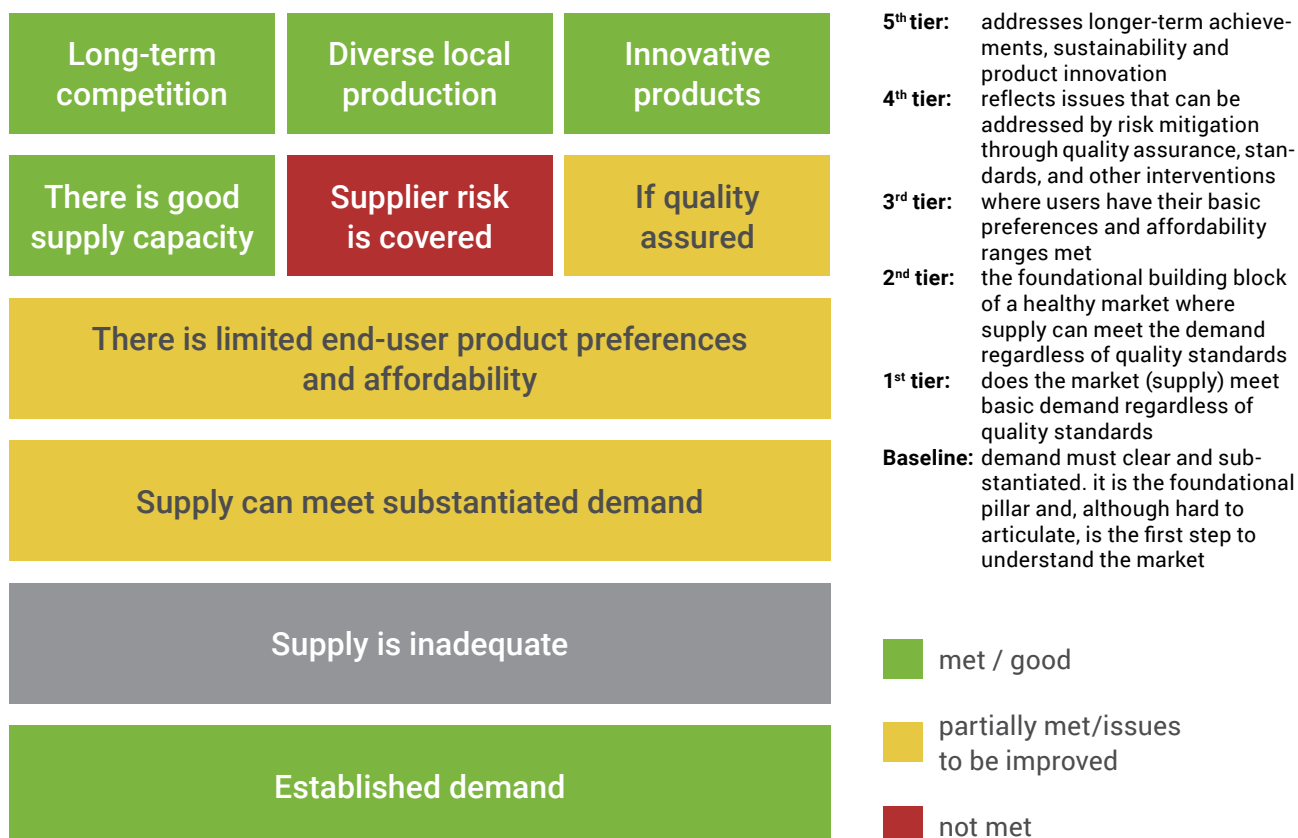 Long-term
competition
Diverse local
production
Innovative
products
There is good
supply capacity
Supplier risk
is covered
If quality
assured
There is limited end-user product preferences
and affordability
Supply can meet substantiated demand
Supply is inadequate
Established demand
5th tier: addresses longer-term achieve-
ments, sustainability and
product innovation
4th tier: reflects issues that can be
addressed by risk mitigation
through quality assurance, stan-
dards, and other interventions
3rd tier: where users have their basic
preferences and affordability
ranges met
2nd tier: the foundational building block
of a healthy market where
supply can meet the demand
regardless of quality standards
1st tier: does the market (supply) meet
basic demand regardless of
quality standards
Baseline: demand must clear and sub-
stantiated. it is the foundational
pillar and, although hard to
articulate, is the first step to
understand the market
met / good
partially met/issues
to be improved
not met